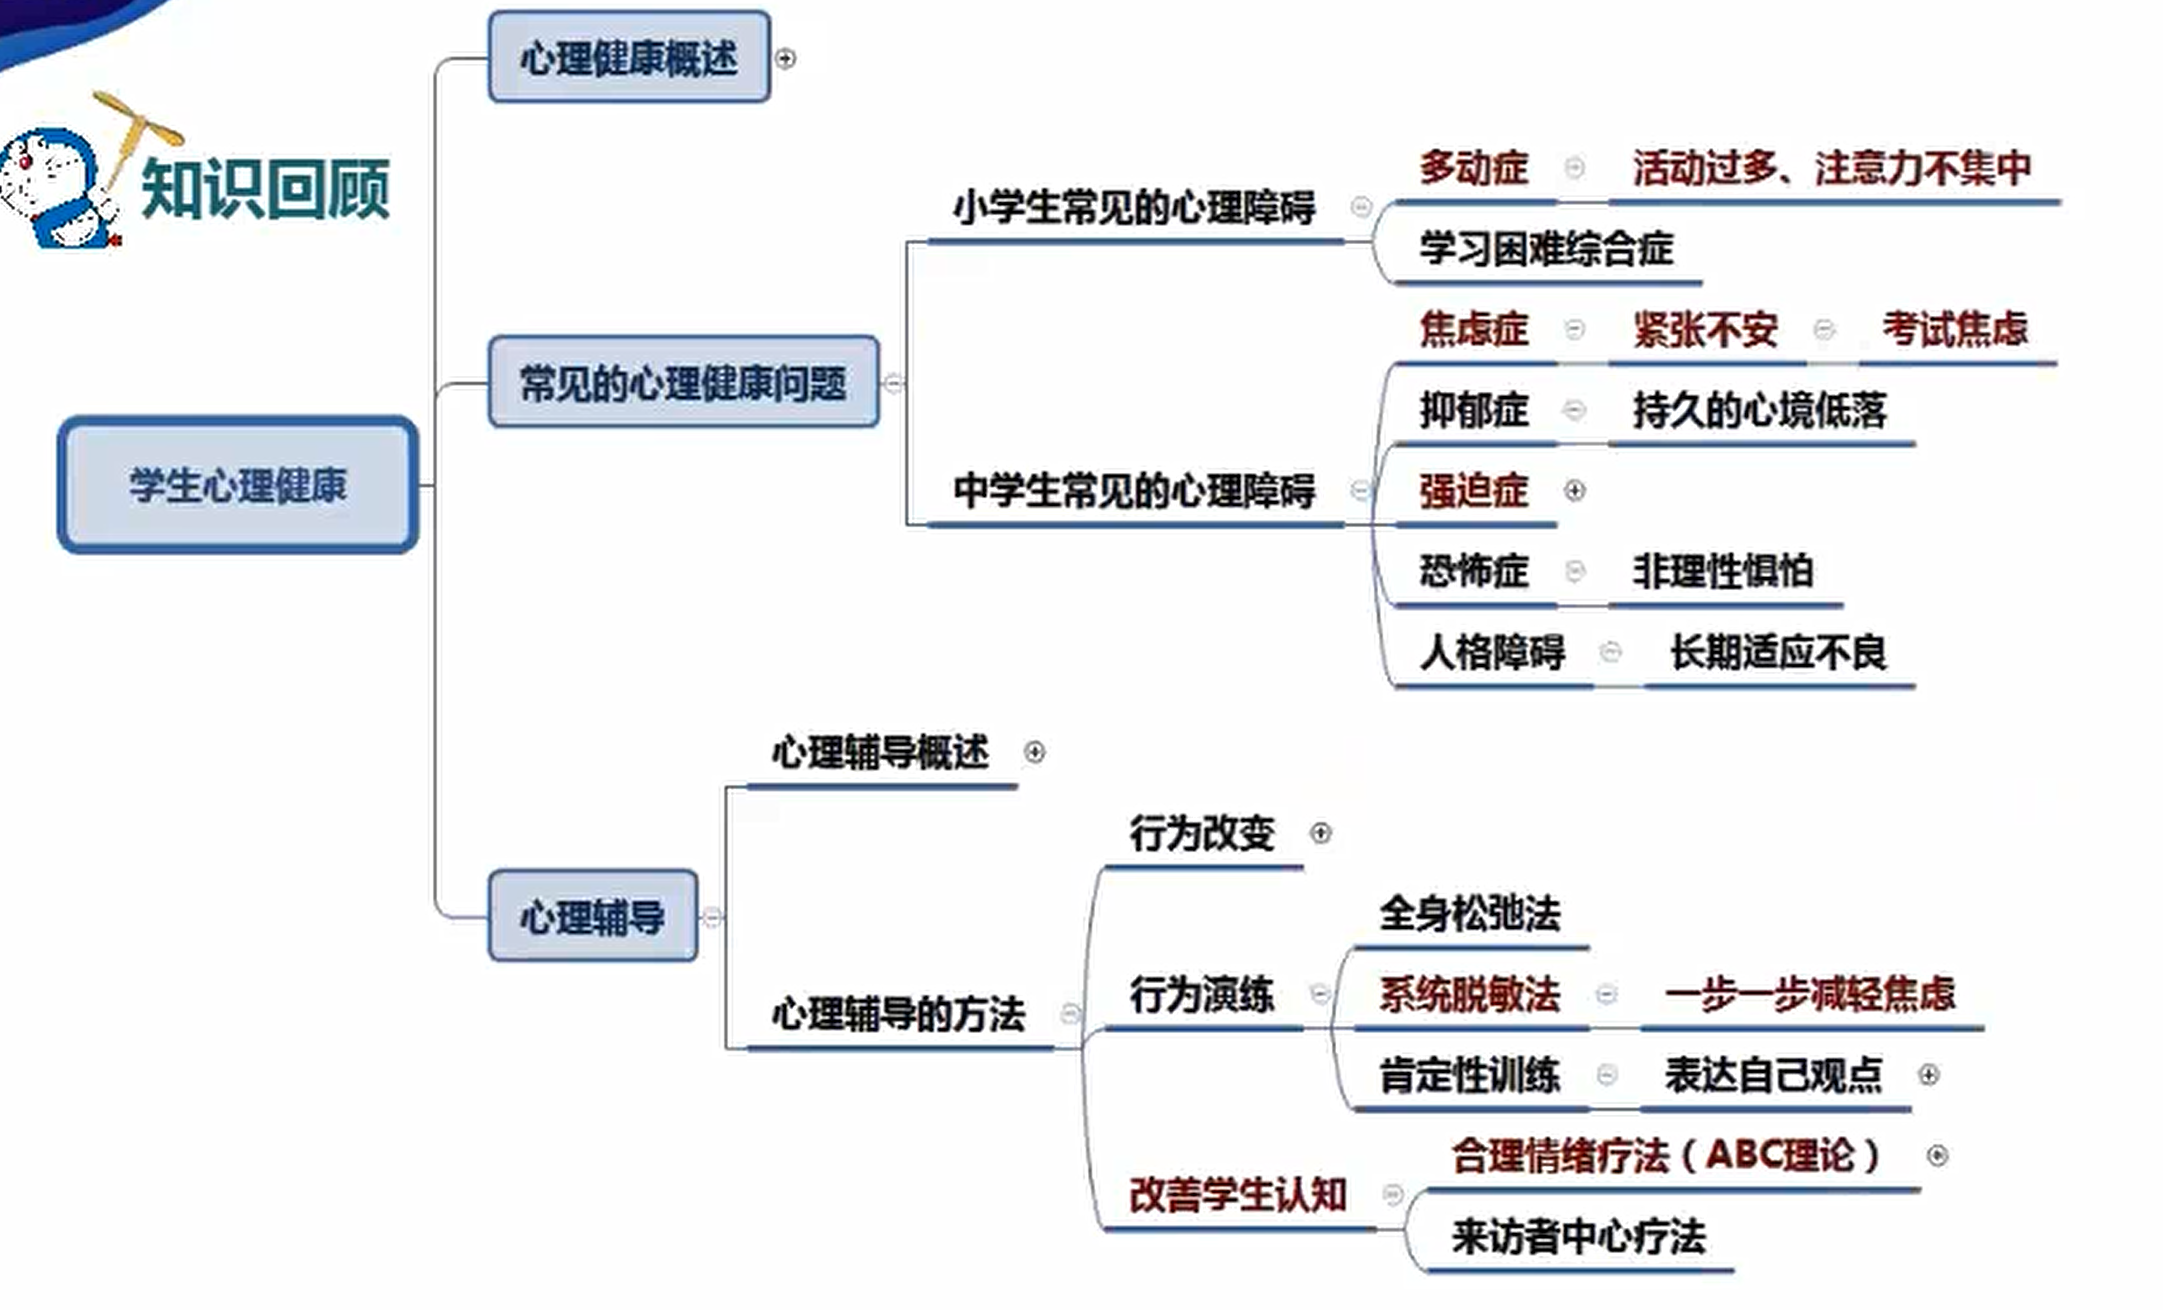 心理健康概述
知识回顾
多动症 活动过多、注意力不集中
小学生常见的心理障碍
学习困难综合症
焦虑症 紧张不安 考试焦虑
常见的心理健康问题
抑郁症 持久的心境低落
学生心理健康
中学生常见的心理障碍
强迫症
恐怖症 非理性惧怕
人格障碍 长期适应不良
心理辅导概述
行为改变
全身松弛法
心理辅导
行为演练
系统脱敏法 一步一步减轻焦虑
心理辅导的方法
肯定性训练 表达自己观点
合理情绪疗法（ABC理论）
改善学生认知
来访者中心疗法